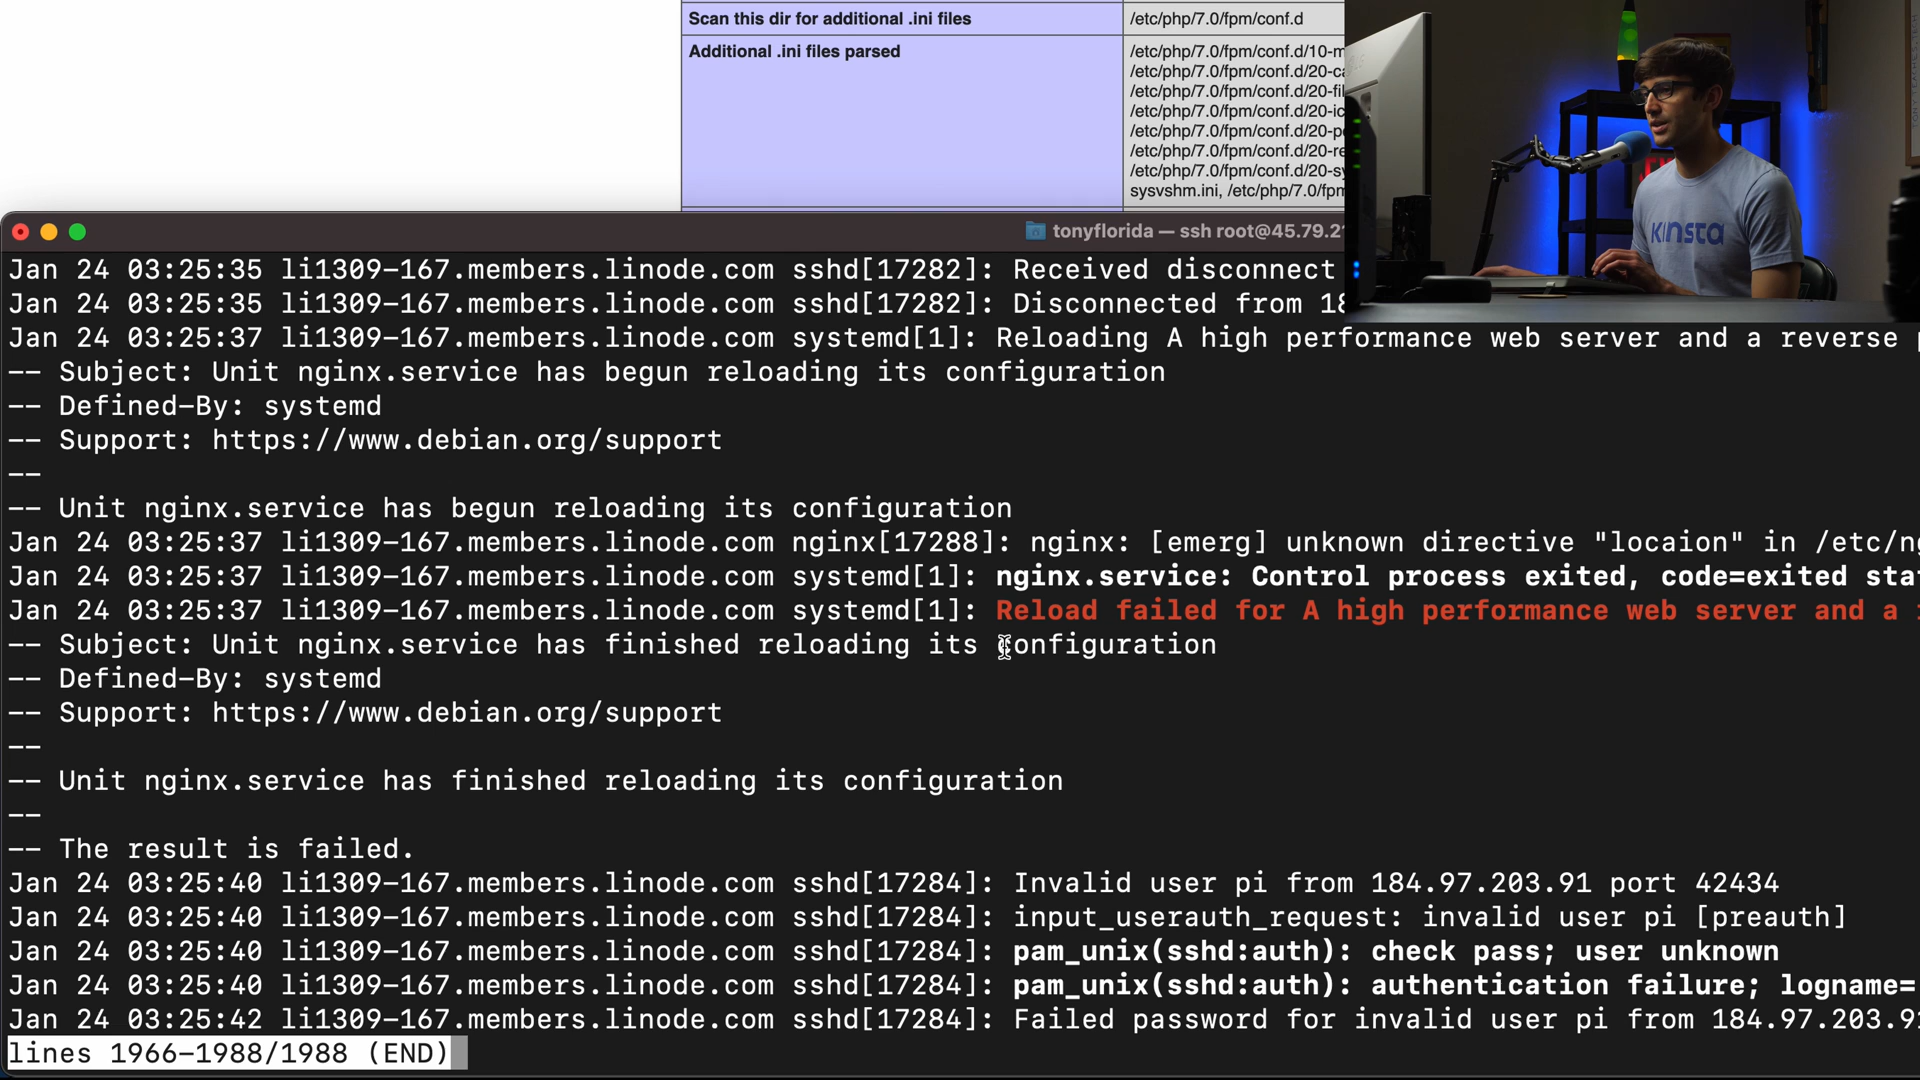 Scan this dir for additional .ini files /etc/php/7.0/fpm/conf.d
Additional .ini files parsed /etc/php/7.0/fpm/conf.d/10-m
/etc/php/7.0/fpm/conf.d/20-ca
/etc/php/7.0/fpm/conf.d/20-fil
/etc/php/7.0/fpm/conf.d/20-ic
/etc/php/7.0/fpm/conf.d/20-p
/etc/php/7.0/fpm/conf.d/20-re
/etc/php/7.0/fpm/conf.d/20-sy
sysvshm.ini, /etc/php/7.0/fpm
KINSTA
tonyflorida — ssh root@45.79.21
Jan 24 03:25:35 li1309-167.members.linode.com sshd[17282]: Received disconnect
Jan 24 03:25:35 li1309-167.members.linode.com sshd[17282]: Disconnected from 18
Jan 24 03:25:37 li1309-167.members.linode.com systemd[1]: Reloading A high performance web server and a reverse p
-- Subject: Unit nginx.service has begun reloading its configuration
-- Defined-By: systemd
-- Support: https://www.debian.org/support
--
-- Unit nginx.service has begun reloading its configuration
Jan 24 03:25:37 li1309-167.members.linode.com nginx[17288]: nginx: [emerg] unknown directive "locaion" in /etc/ng
Jan 24 03:25:37 li1309-167.members.linode.com systemd[1]: nginx.service: Control process exited, code=exited stat
Jan 24 03:25:37 li1309-167.members.linode.com systemd[1]: Reload failed for A high performance web server and a r
-- Subject: Unit nginx.service has finished reloading its configuration
-- Defined-By: systemd
-- Support: https://www.debian.org/support
--
-- Unit nginx.service has finished reloading its configuration
--
-- The result is failed.
Jan 24 03:25:40 li1309-167.members.linode.com sshd[17284]: Invalid user pi from 184.97.203.91 port 42434
Jan 24 03:25:40 li1309-167.members.linode.com sshd[17284]: input_userauth_request: invalid user pi [preauth]
Jan 24 03:25:40 li1309-167.members.linode.com sshd[17284]: pam_unix(sshd:auth): check pass; user unknown
Jan 24 03:25:40 li1309-167.members.linode.com sshd[17284]: pam_unix(sshd:auth): authentication failure; logname=
Jan 24 03:25:42 li1309-167.members.linode.com sshd[17284]: Failed password for invalid user pi from 184.97.203.91
lines 1966-1988/1988 (END)